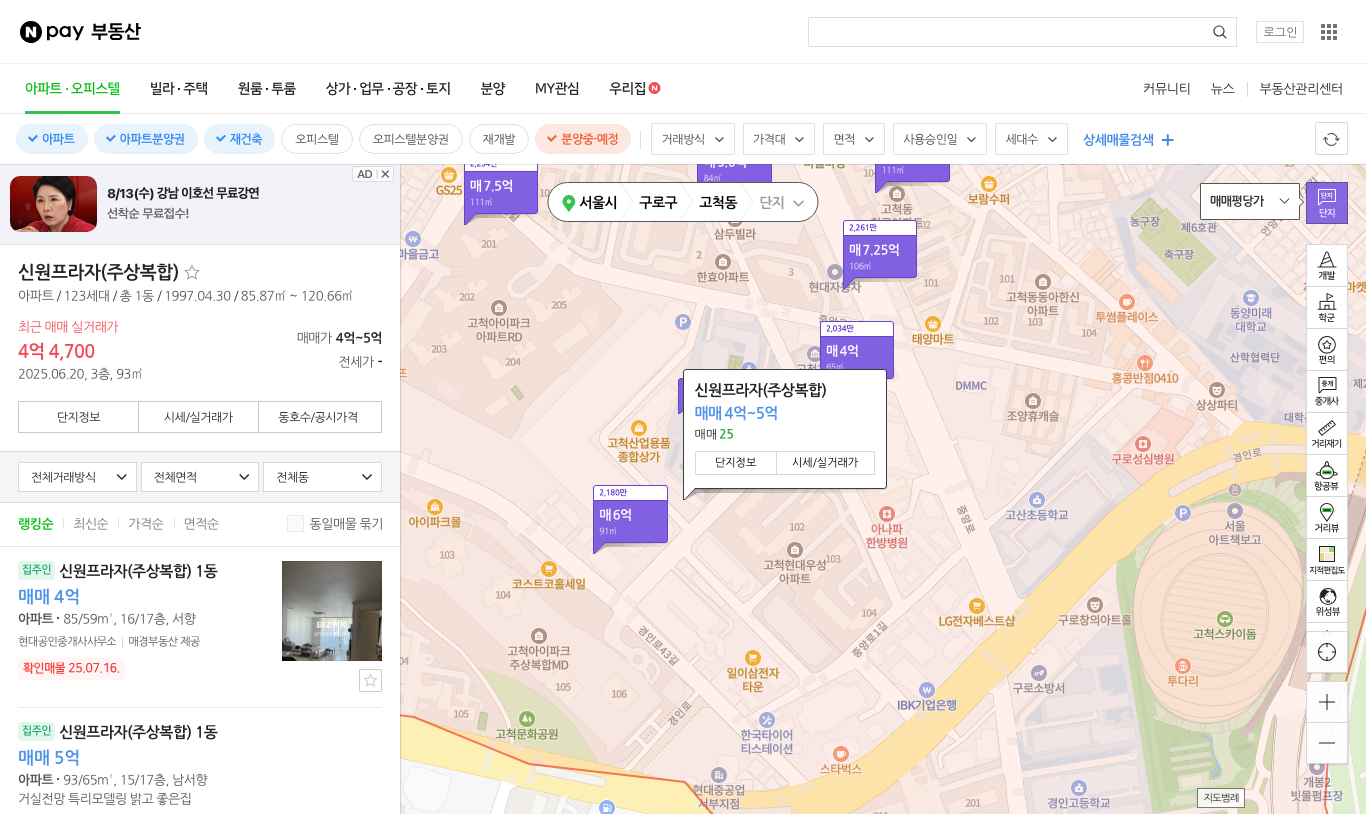 N pay 부동산
로그인
아파트·오피스텔 빌라·주택 원룸·투룸 상가·업무·공장·토지 분양 MY관심 우리집 N
커뮤니티 뉴스 부동산관리센터
아파트 아파트분양권 재건축 오피스텔 오피스텔분양권 재개발 분양중·예정 거래방식 가격대 면적 사용승인일 세대수 상세매물검색
8/13(수) 강남 이호선 무료강연
선착순 무료접수!
AD
신원프라자(주상복합)
아파트 / 123세대 / 총 1동 / 1997.04.30 / 85.87㎡ ~ 120.66㎡
최근 매매 실거래가
4억 4,700
2025.06.20, 3층, 93㎡
매매가 4억~5억
전세가 -
단지정보 시세/실거래가 동호수/공시가격
전체거래방식 전체면적 전체동
랭킹순 최신순 가격순 면적순 동일매물 묶기
집주인 신원프라자(주상복합) 1동
매매 4억
아파트 · 85/59m², 16/17층, 서향
현대공인중개사사무소 매경부동산 제공
확인매물 25.07.16.
집주인 신원프라자(주상복합) 1동
매매 5억
아파트 · 93/65m², 15/17층, 남서향
거실전망 특리모델링 밝고 좋은집
서울시 구로구 고척동 단지
매매평당가
단지
단지
개발
학군
편의
중개
중개사
거리재기
항공뷰
거리뷰
지적편집도
위성뷰
지도범례
GS25
매 7.5억
111㎡
84㎡
111㎡
보람수퍼
고척동
삼두빌라
2,261만
매 7.25억
106㎡
농구장
제6호관
축구장
마을금고
201
202
205
203
204
고척아이파크
아파트RD
한효아파트
2
3
현대자동차
고척동동아한신
아파트
101
102
103
투썸플레이스
동양미래
대학교
산학협력단
태양마트
2,034만
매 4억
65㎡
홍콩반점0410
상상파티
DMMC
조양휴캐슬
신원프라자(주상복합)
매매 4억~5억
매매 25
단지정보 시세/실거래가
고척산업용품
종합상가
구로성심병원
경인로
2,180만
매 6억
91㎡
아이파크몰
103
코스트코홀세일
102
103
고척현대우성
아파트
아나파
한방병원
중앙로
고산초등학교
서울
아트책보고
104
LG전자베스트샵
구로창의아트홀
고척스카이돔
고척아이파크
주상복합MD
104
105
106
경인로43길
중앙로1길
일이삼전자
타운
구로소방서
투다리
IBK기업은행
105
고척문화공원
경인로
한국타이어
티스테이션
스타벅스
현대중공업
서부지점
201
경인고등학교
개봉2
빗물펌프장